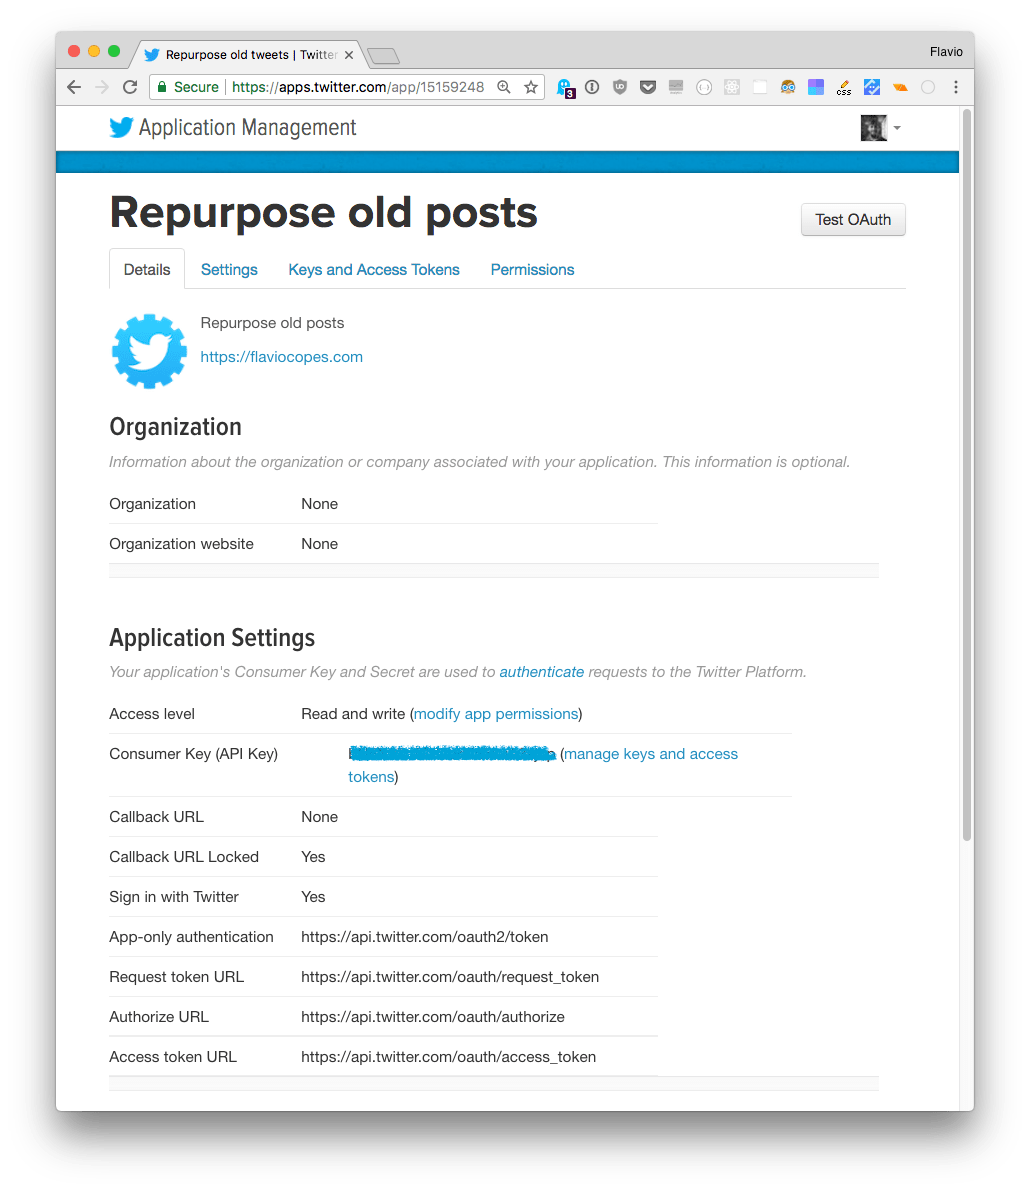 Repurpose old tweets | Twitter
Flavio
Secure https://apps.twitter.com/app/15159248
3
css
Application Management
Repurpose old posts
Test OAuth
Details Settings Keys and Access Tokens Permissions
Repurpose old posts
https://flaviocopes.com
Organization
Information about the organization or company associated with your application. This information is optional.
Organization None
Organization website None
Application Settings
Your application's Consumer Key and Secret are used to authenticate requests to the Twitter Platform.
Access level Read and write (modify app permissions)
Consumer Key (API Key) (manage keys and access
tokens)
Callback URL None
Callback URL Locked Yes
Sign in with Twitter Yes
App-only authentication https://api.twitter.com/oauth2/token
Request token URL https://api.twitter.com/oauth/request_token
Authorize URL https://api.twitter.com/oauth/authorize
Access token URL https://api.twitter.com/oauth/access_token